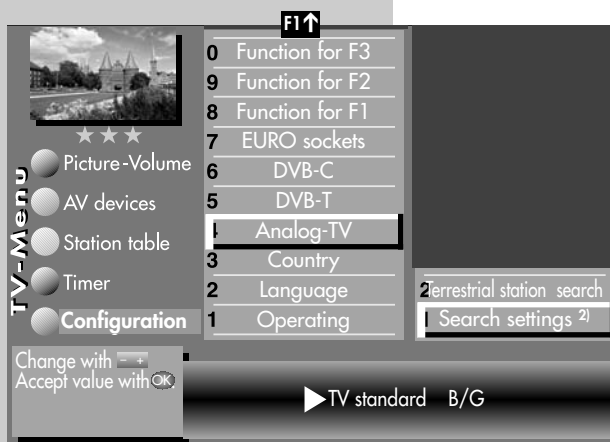 F1↑
TV-Menu
Picture-Volume
AV devices
Station table
Timer
Configuration
0 Function for F3
9 Function for F2
8 Function for F1
7 EURO sockets
6 DVB-C
5 DVB-T
4 Analog-TV
3 Country
2 Language
1 Operating
2 Terrestrial station search
1 Search settings 2)
Change with - +
Accept value with OK.
TV standard B/G